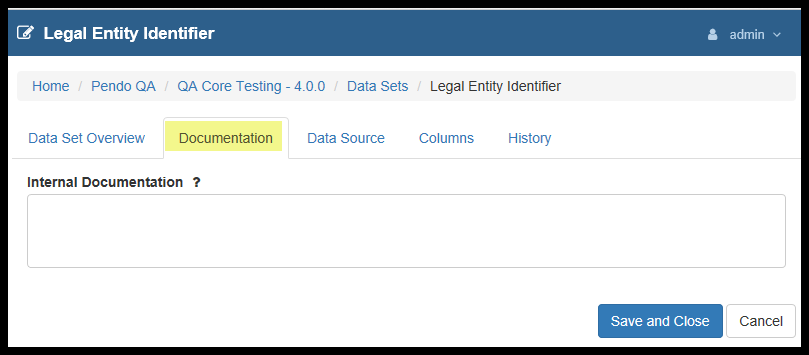 Legal Entity Identifier admin
Home / Pendo QA / QA Core Testing - 4.0.0 / Data Sets / Legal Entity Identifier
Data Set Overview Documentation Data Source Columns History
Internal Documentation ?
Save and Close Cancel